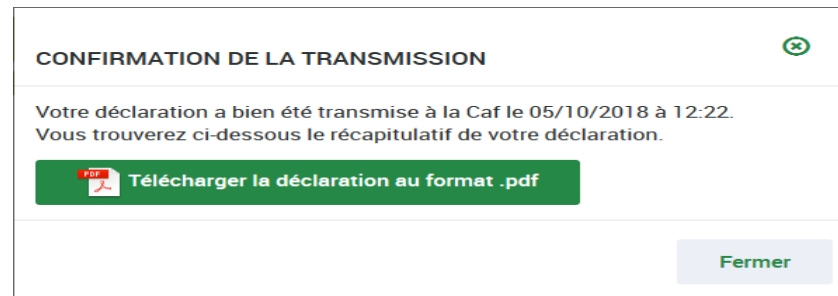 CONFIRMATION DE LA TRANSMISSION
Votre déclaration a bien été transmise à la Caf le 05/10/2018 à 12:22.
Vous trouverez ci-dessous le récapitulatif de votre déclaration.
PDF Télécharger la déclaration au format .pdf
Fermer